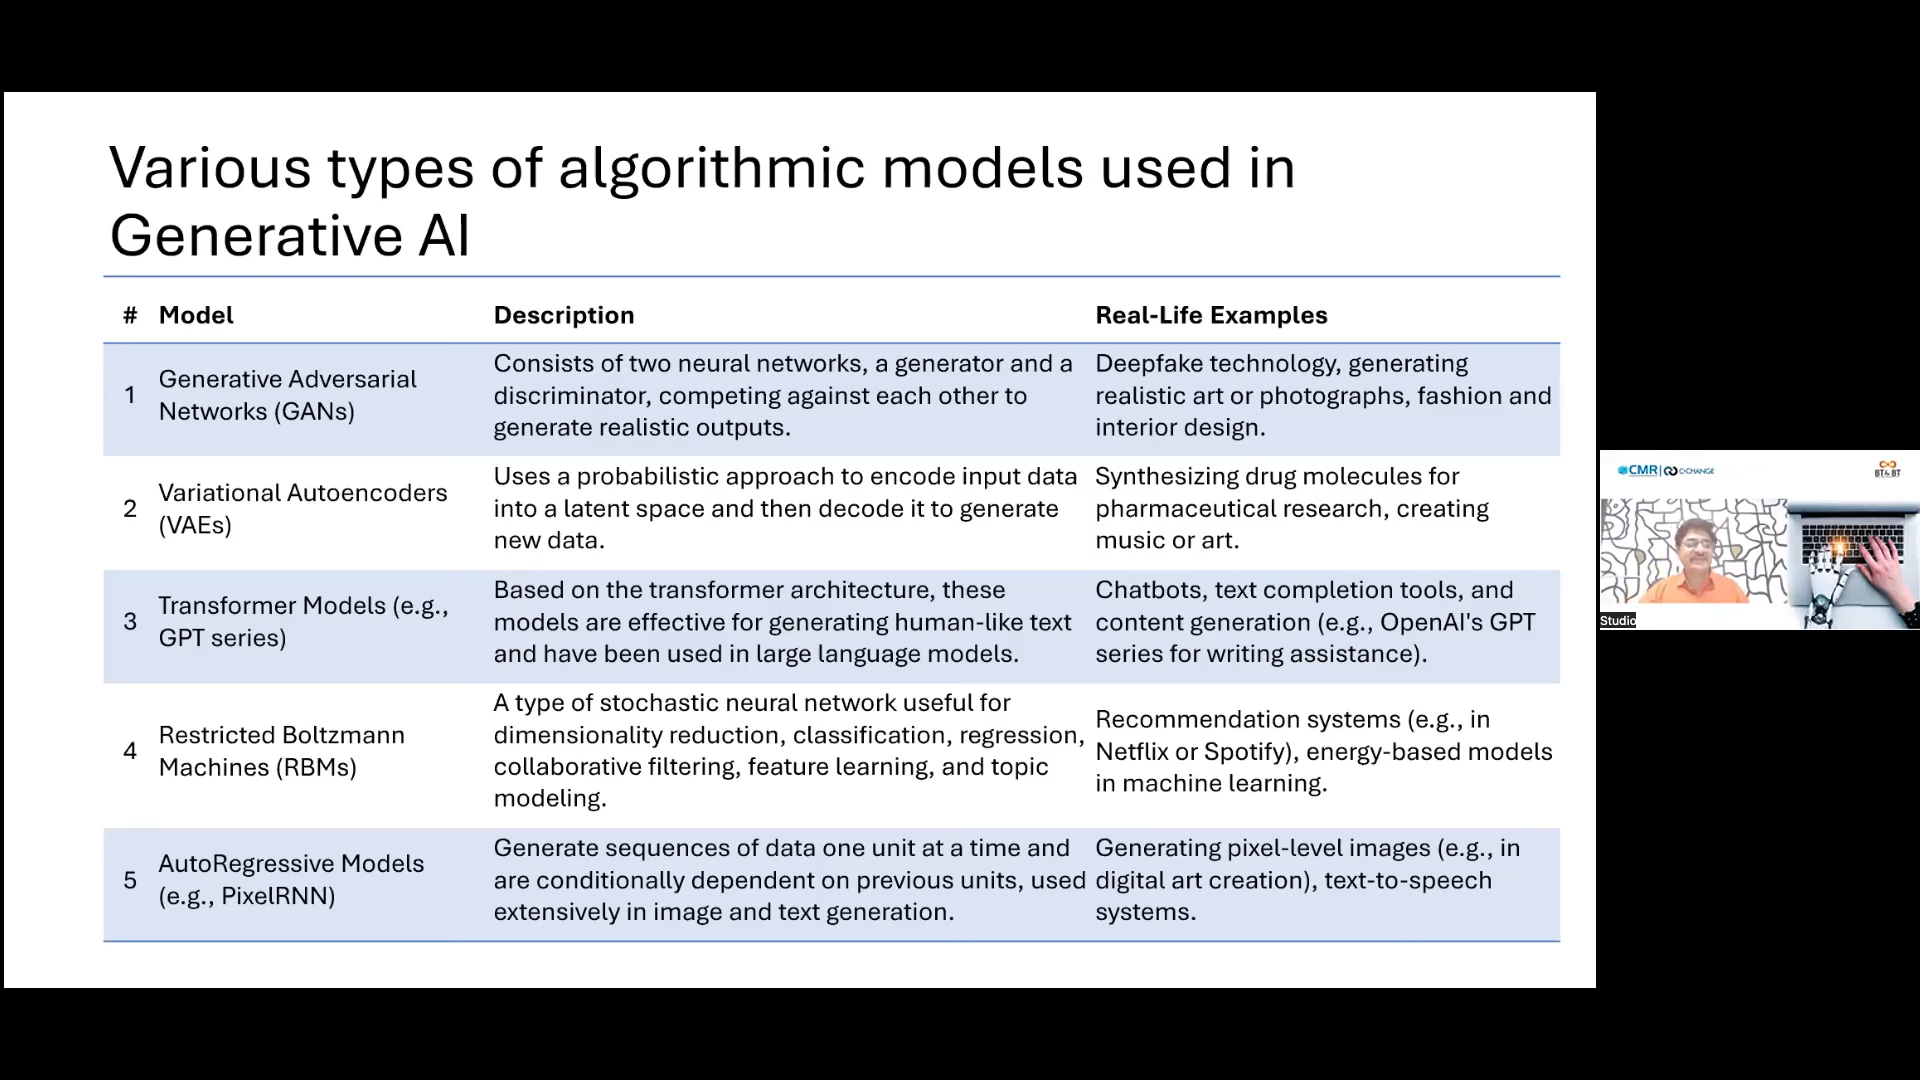 Various types of algorithmic models used in
Generative AI
# Model Description Real-Life Examples
1
Generative Adversarial
Networks (GANs)
Consists of two neural networks, a generator and a
discriminator, competing against each other to
generate realistic outputs.
Deepfake technology, generating
realistic art or photographs, fashion and
interior design.
2
Variational Autoencoders
(VAEs)
Uses a probabilistic approach to encode input data
into a latent space and then decode it to generate
new data.
Synthesizing drug molecules for
pharmaceutical research, creating
music or art.
3
Transformer Models (e.g.,
GPT series)
Based on the transformer architecture, these
models are effective for generating human-like text
and have been used in large language models.
Chatbots, text completion tools, and
content generation (e.g., OpenAI's GPT
series for writing assistance).
4
Restricted Boltzmann
Machines (RBMs)
A type of stochastic neural network useful for
dimensionality reduction, classification, regression,
collaborative filtering, feature learning, and topic
modeling.
Recommendation systems (e.g., in
Netflix or Spotify), energy-based models
in machine learning.
5
AutoRegressive Models
(e.g., PixelRNN)
Generate sequences of data one unit at a time and
are conditionally dependent on previous units, used
extensively in image and text generation.
Generating pixel-level images (e.g., in
digital art creation), text-to-speech
systems.
CMR
BT & BT
Studio